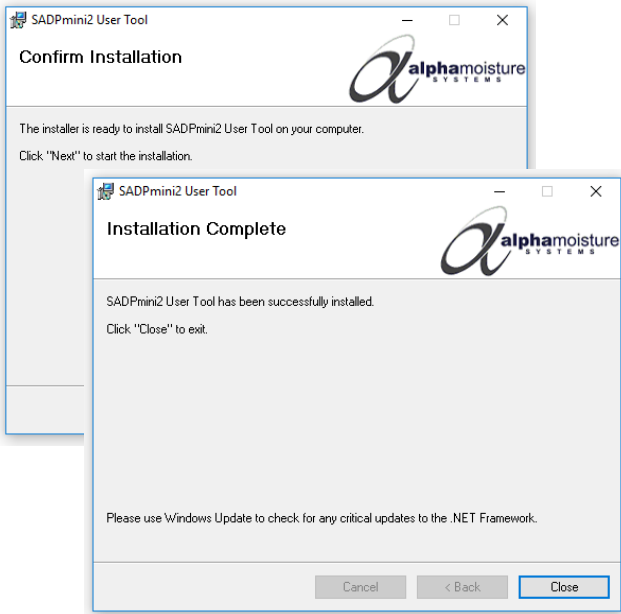 SADPmini2 User Tool
Confirm Installation
alphamoisture
SYSTEMS
The installer is ready to install SADPmini2 User Tool on your computer.
Click "Next" to start the installation.
SADPmini2 User Tool
Installation Complete
alphamoisture
SYSTEMS
SADPmini2 User Tool has been successfully installed.
Click "Close" to exit.
Please use Windows Update to check for any critical updates to the .NET Framework.
Cancel
< Back
Close